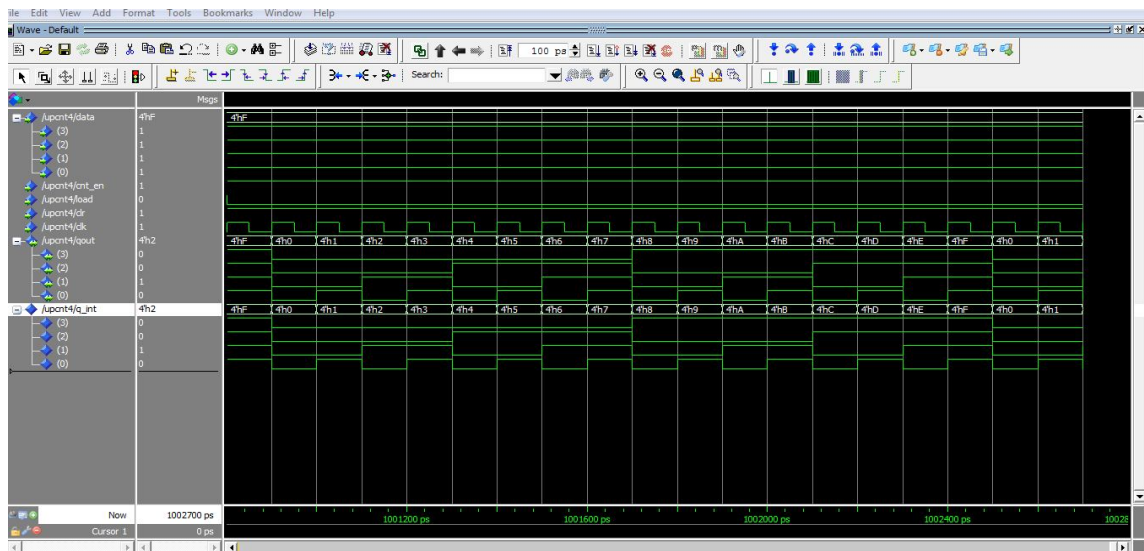 ile Edit View Add Format Tools Bookmarks Window Help
Wave - Default
100 ps
Search:
Msgs
/upcnt4/data 4'hF 4'hF
(3) 1
(2) 1
(1) 1
(0) 1
/upcnt4/cnt_en 1
/upcnt4/load 0
/upcnt4/clr 1
/upcnt4/clk 1
/upcnt4/qout 4'h2 4'hF 4'h0 4'h1 4'h2 4'h3 4'h4 4'h5 4'h6 4'h7 4'h8 4'h9 4'hA 4'hB 4'hC 4'hD 4'hE 4'hF 4'h0 4'h1
(3) 0
(2) 0
(1) 1
(0) 0
/upcnt4/q_int 4'h2 4'hF 4'h0 4'h1 4'h2 4'h3 4'h4 4'h5 4'h6 4'h7 4'h8 4'h9 4'hA 4'hB 4'hC 4'hD 4'hE 4'hF 4'h0 4'h1
(3) 0
(2) 0
(1) 1
(0) 0
Now 1002700 ps 1001200 ps 1001600 ps 1002000 ps 1002400 ps 10028
Cursor 1 0 ps